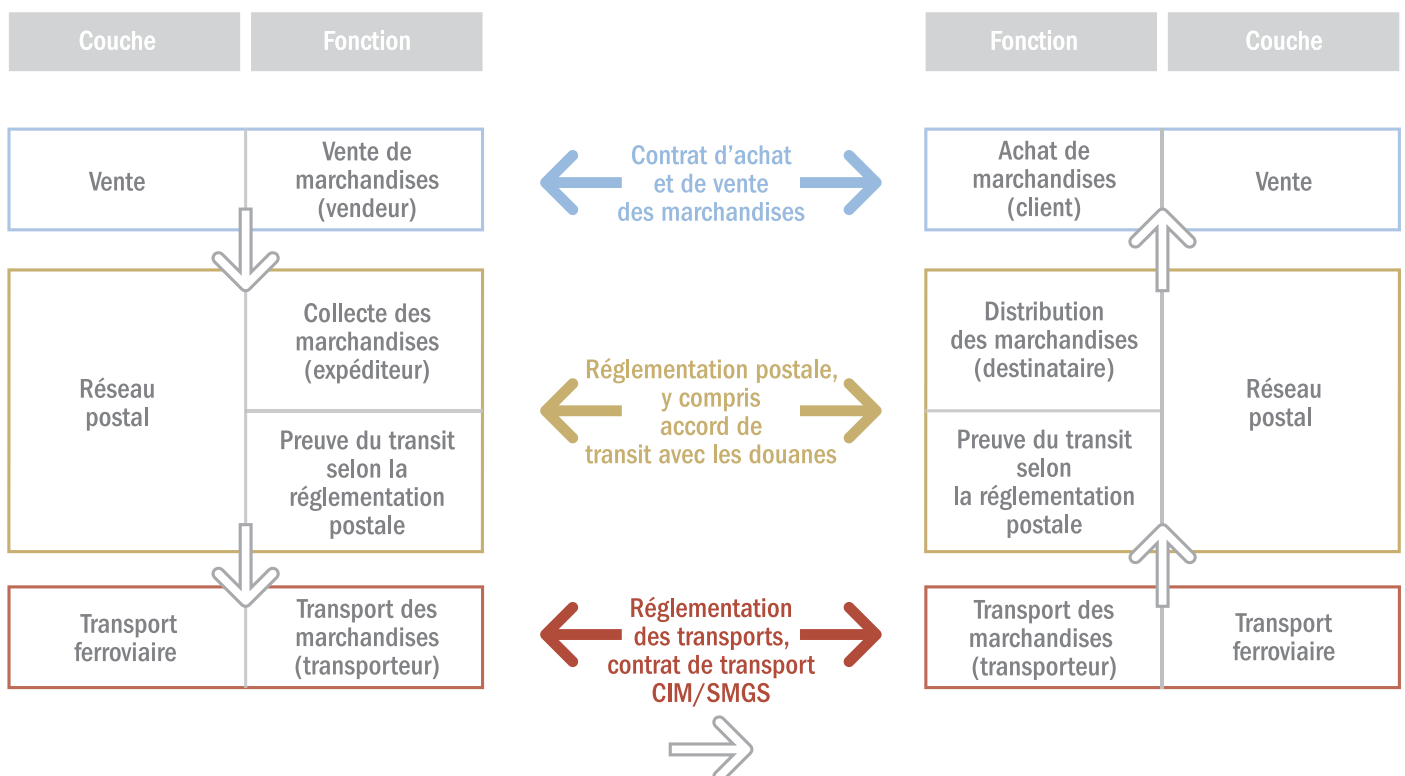 Couche
Fonction
Fonction
Couche
Vente
Vente de
marchandises
(vendeur)
Contrat d'achat
et de vente
des marchandises
Achat de
marchandises
(client)
Vente
Réseau
postal
Collecte des
marchandises
(expéditeur)
Preuve du transit
selon la
réglementation
postale
Réglementation postale,
y compris
accord de
transit avec les douanes
Distribution
des marchandises
(destinataire)
Preuve du transit
selon
la réglementation
postale
Réseau
postal
Transport
ferroviaire
Transport des
marchandises
(transporteur)
Réglementation
des transports,
contrat de transport
CIM/SMGS
Transport des
marchandises
(transporteur)
Transport
ferroviaire